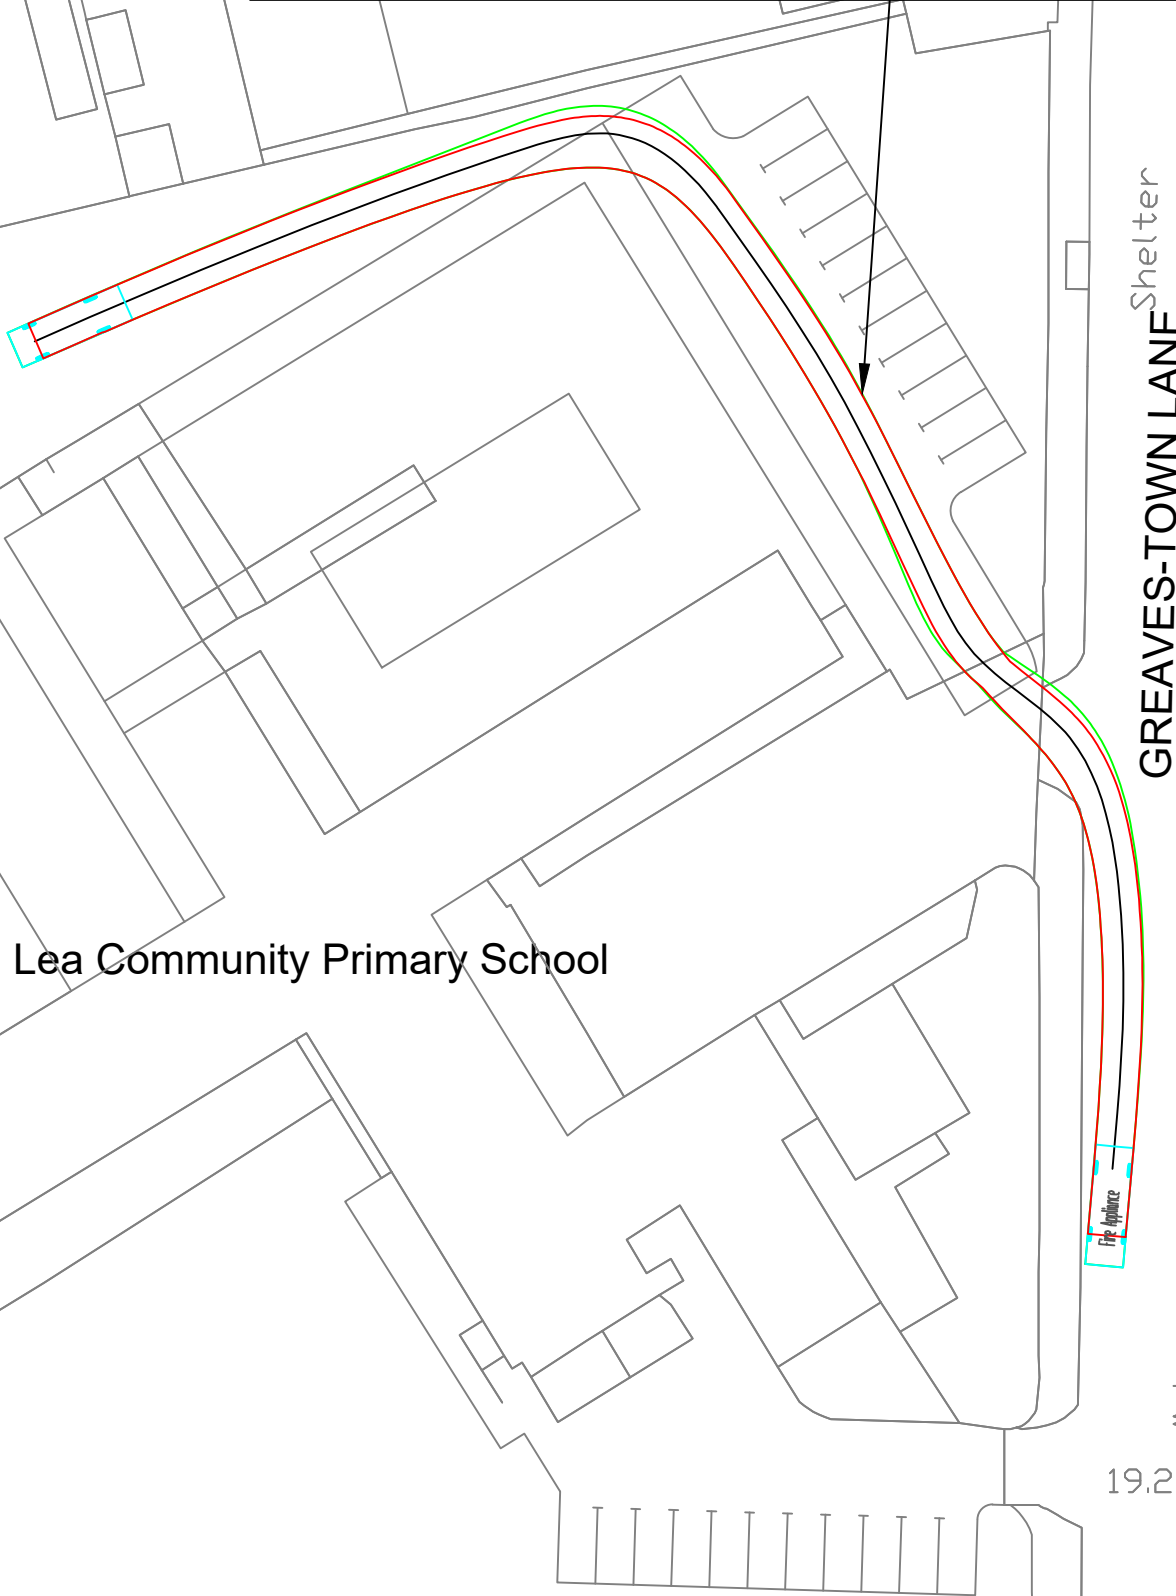 Shelter
GREAVES-TOWN LANE
Lea Community Primary School
Fire Appliance
19.2